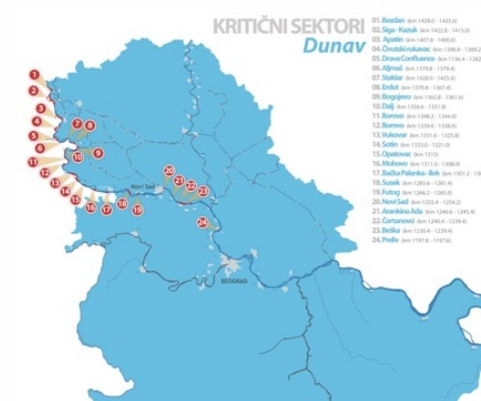 KRITIČNI SEKTORI
Dunav
01. Bezdan (km 1428.0 - 1425.6)
02. Siga - Kazuk (km 1422.8 - 1415.0)
03. Apatin (km 1407.8 - 1400.6)
04. Čivutski rukavac (km 1396.8 - 1389.2
05. Drava Confluence
06. Aljmaš (km 1379.8 - 1379.4)
07. Staklar (km 1428.0 - 1425.6)
08. Erdut (km 1370.8 - 1367.4)
09. Bogojevo (km 1365.8 - 1361.6)
10. Dalj (km 1356.6 - 1351.8)
11. Borovo (km 1348.2 - 1344.0)
12. Borovo (km 1339.6 - 1338.6)
13. Vukovar (km 1331.6 - 1325.8)
14. Sotin (km 1323.0 - 1321.0)
15. Opatovac (km 1315)
16. Mohovo (km 1311.0 - 1308.0)
17. Bačka Palanka - Ilok (km 1301.2 -
18. Susek (km 1285.6 - 1281.4)
19. Futog (km 1266.2 - 1265.0)
20. Novi Sad (km 1255.4 - 1254.2)
21. Arankina Ada (km 1246.6 - 1245.4)
22. Čortanovci (km 1240.4 - 1239.4)
23. Beška (km 1230.4 - 1229.4)
24. Preliv (km 1197.8 - 1197.6)
1
2
3
4
5
6
11
12
13
14
15
16
17
18
19
7
8
10
9
20
21
22
23
24
Novi Sad
BEOGRAD